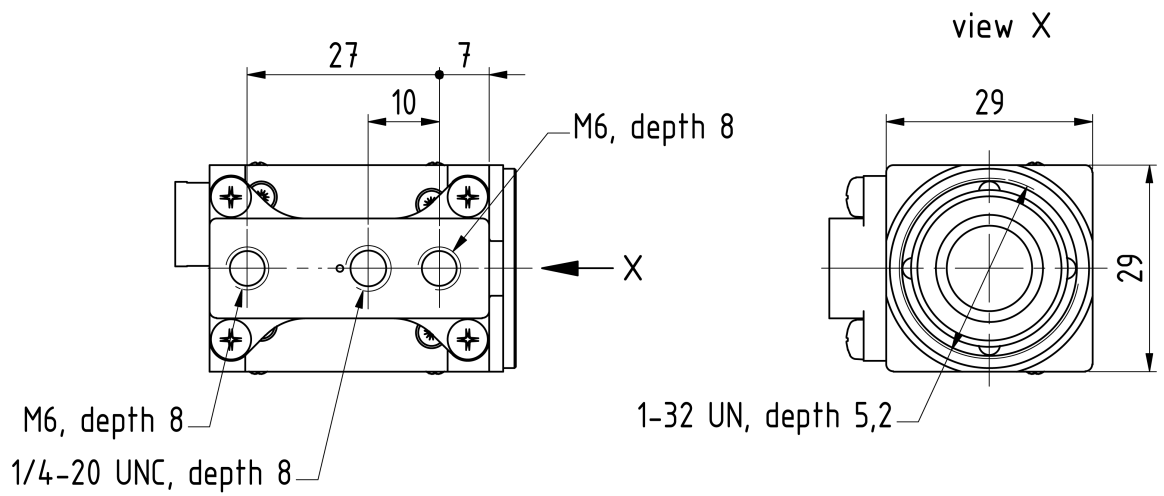 view X
27
7
29
10
M6, depth 8
X
29
M6, depth 8
1-32 UN, depth 5,2
1/4-20 UNC, depth 8